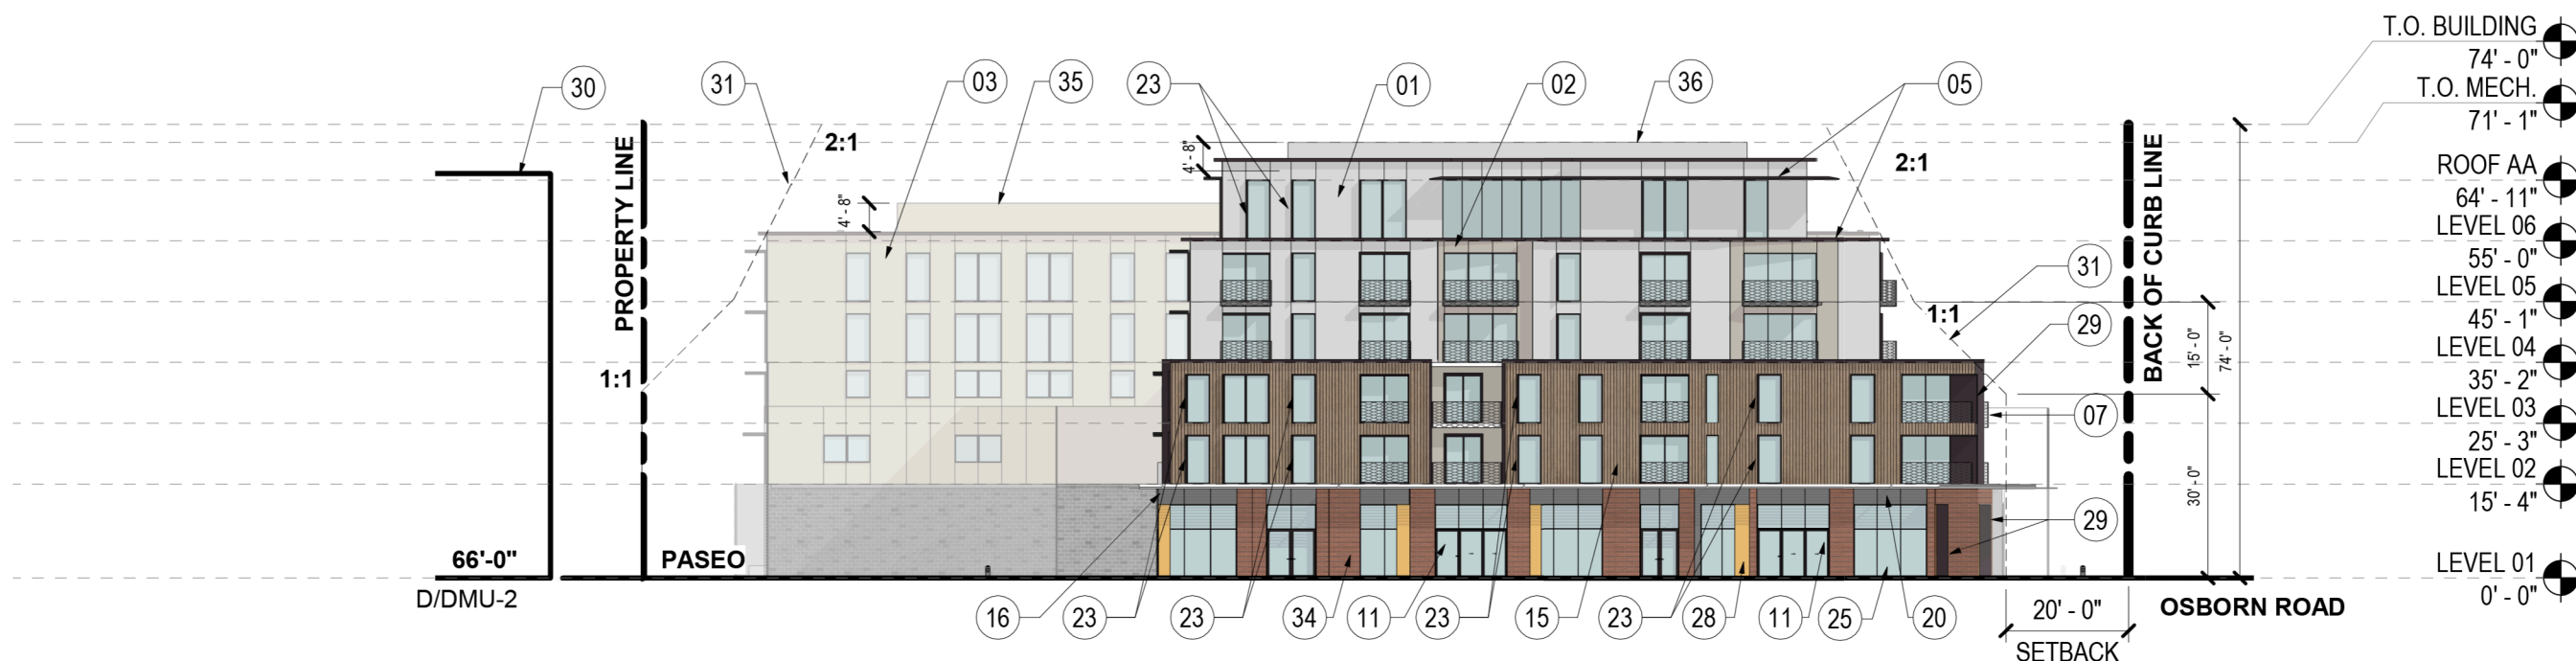 T.O. BUILDING
74' - 0"
T.O. MECH.
71' - 1"
ROOF AA
64' - 11"
LEVEL 06
55' - 0"
LEVEL 05
45' - 1"
LEVEL 04
35' - 2"
LEVEL 03
25' - 3"
LEVEL 02
15' - 4"
LEVEL 01
0' - 0"
30
31
03
35
23
01
02
36
05
PROPERTY LINE
2:1
4' - 8"
4' - 8"
2:1
BACK OF CURB LINE
31
1:1
29
15' - 0"
74' - 0"
1:1
07
30' - 0"
29
66'-0"
PASEO
D/DMU-2
16
23
23
34
11
23
15
23
28
11
25
20
20' - 0"
OSBORN ROAD
SETBACK